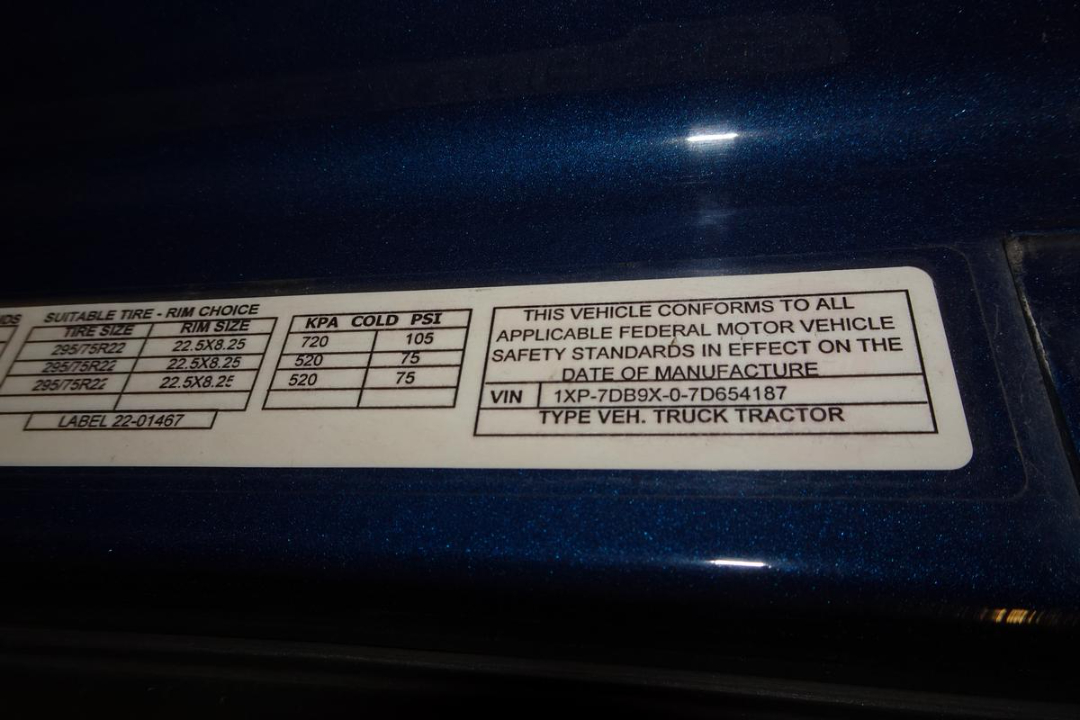 NDS SUITABLE TIRE - RIM CHOICE
TIRE SIZE RIM SIZE
295/75R22 22.5X8.25
295/75R22 22.5X8.25
295/75R22 22.5X8.25
LABEL 22-01467
KPA COLD PSI
720 105
520 75
520 75
THIS VEHICLE CONFORMS TO ALL
APPLICABLE FEDERAL MOTOR VEHICLE
SAFETY STANDARDS IN EFFECT ON THE
DATE OF MANUFACTURE
VIN 1XP-7DB9X-0-7D654187
TYPE VEH. TRUCK TRACTOR